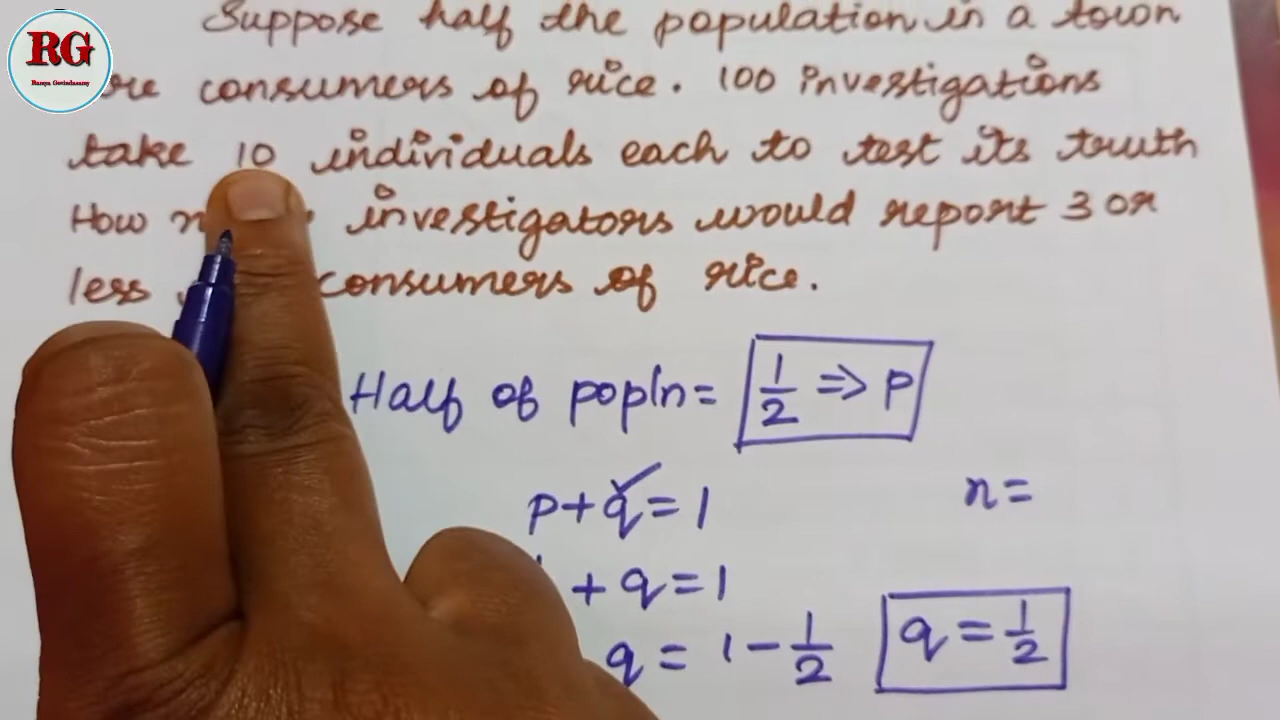 RG
Ramya Govindasamy
Suppose half the population in a town
are consumers of rice. 100 investigations
take 10 individuals each to test its truth
How investigators would report 3 or
less consumers of rice.
Half of popln = 1/2 => p
p + q = 1
n =
+ q = 1
q = 1 - 1/2
q = 1/2